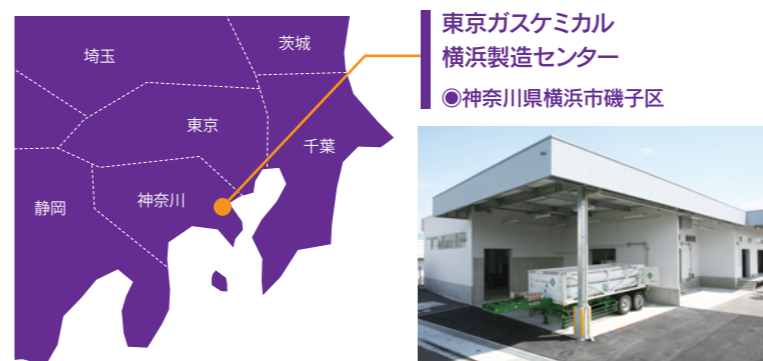 東京ガスケミカル
横浜製造センター
◉神奈川県横浜市磯子区
茨城
埼玉
東京
千葉
神奈川
静岡